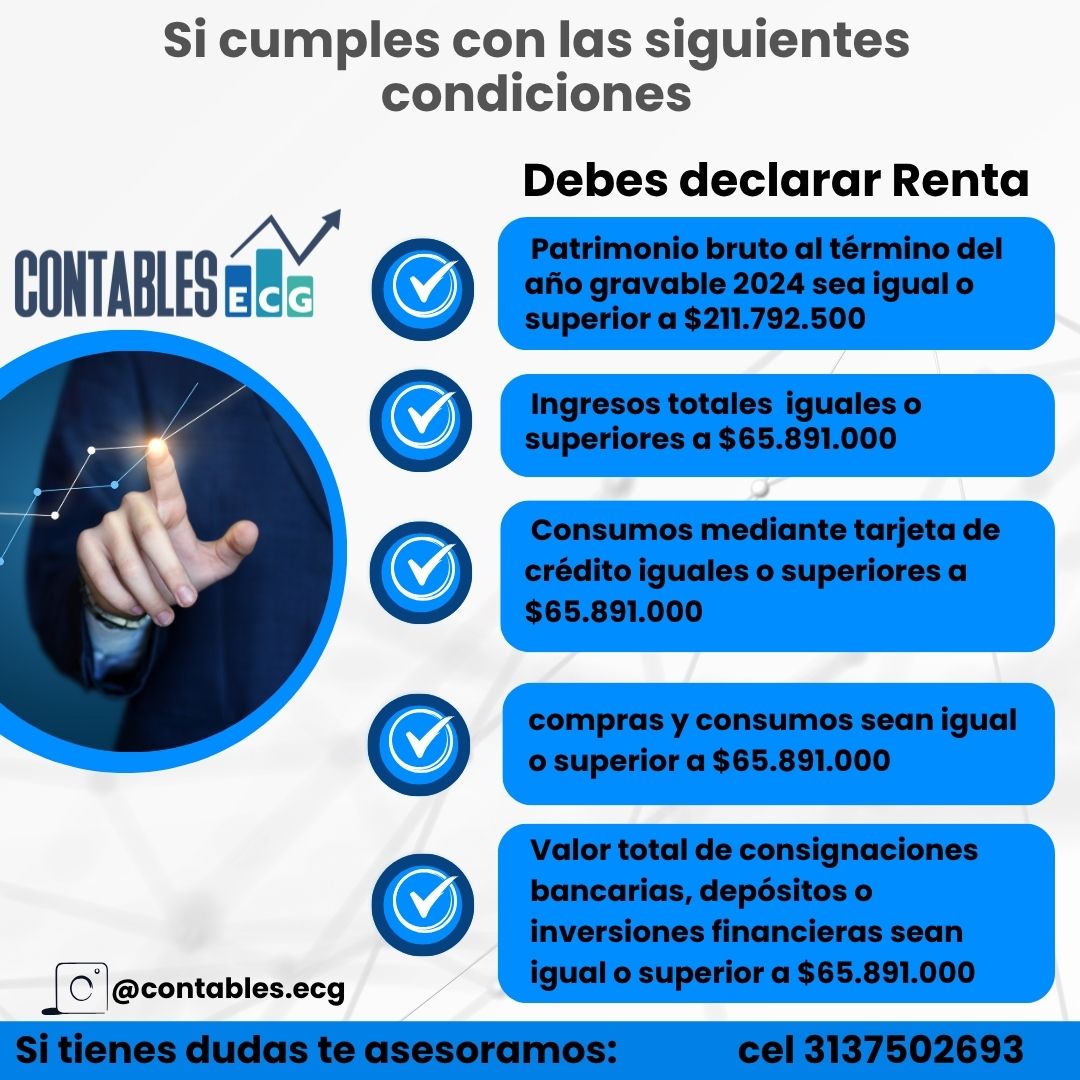 Si cumples con las siguientes
condiciones
Debes declarar Renta
CONTABLES ECG
Patrimonio bruto al término del
año gravable 2024 sea igual o
superior a $211.792.500
Ingresos totales iguales o
superiores a $65.891.000
Consumos mediante tarjeta de
crédito iguales o superiores a
$65.891.000
compras y consumos sean igual
o superior a $65.891.000
Valor total de consignaciones
bancarias, depósitos o
inversiones financieras sean
igual o superior a $65.891.000
@contables.ecg
Si tienes dudas te asesoramos: cel 3137502693